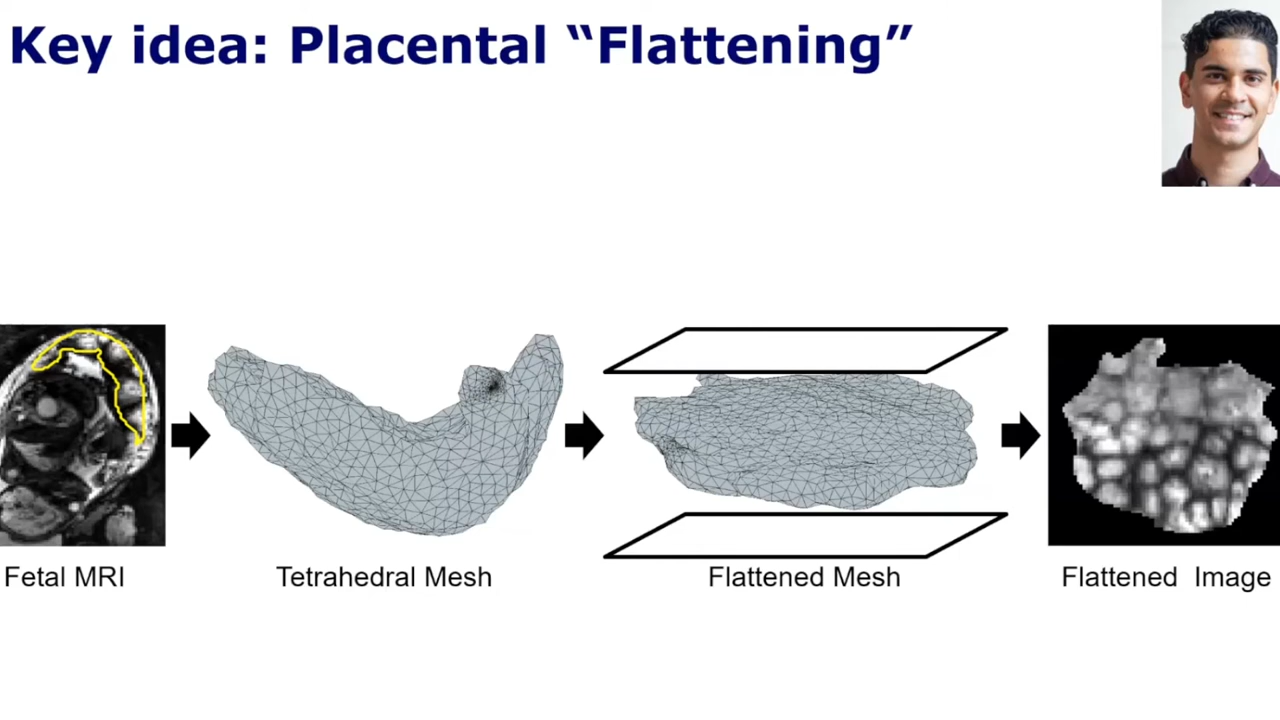 Key idea: Placental “Flattening”
Fetal MRI
Tetrahedral Mesh
Flattened Mesh
Flattened Image